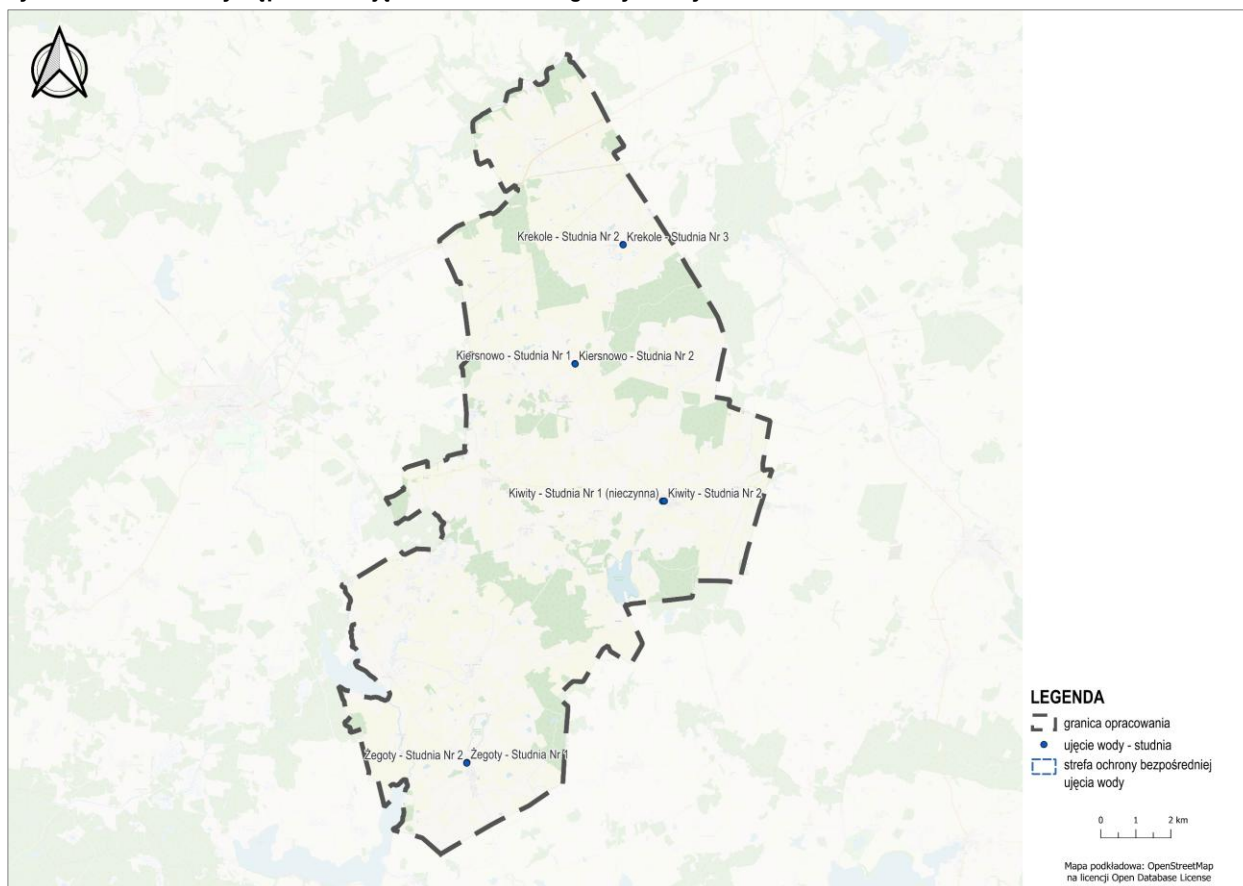 Krekole - Studnia Nr 2 Krekole - Studnia Nr 3
Kiersnowo - Studnia Nr 1 Kiersnowo - Studnia Nr 2
Kiwity - Studnia Nr 1 (nieczynna) Kiwity - Studnia Nr 2
Żegoty - Studnia Nr 2 Żegoty - Studnia Nr 1
LEGENDA
granica opracowania
ujęcie wody - studnia
strefa ochrony bezpośredniej
ujęcia wody
0 1 2 km
Mapa podkładowa: OpenStreetMap
na licencji Open Database License